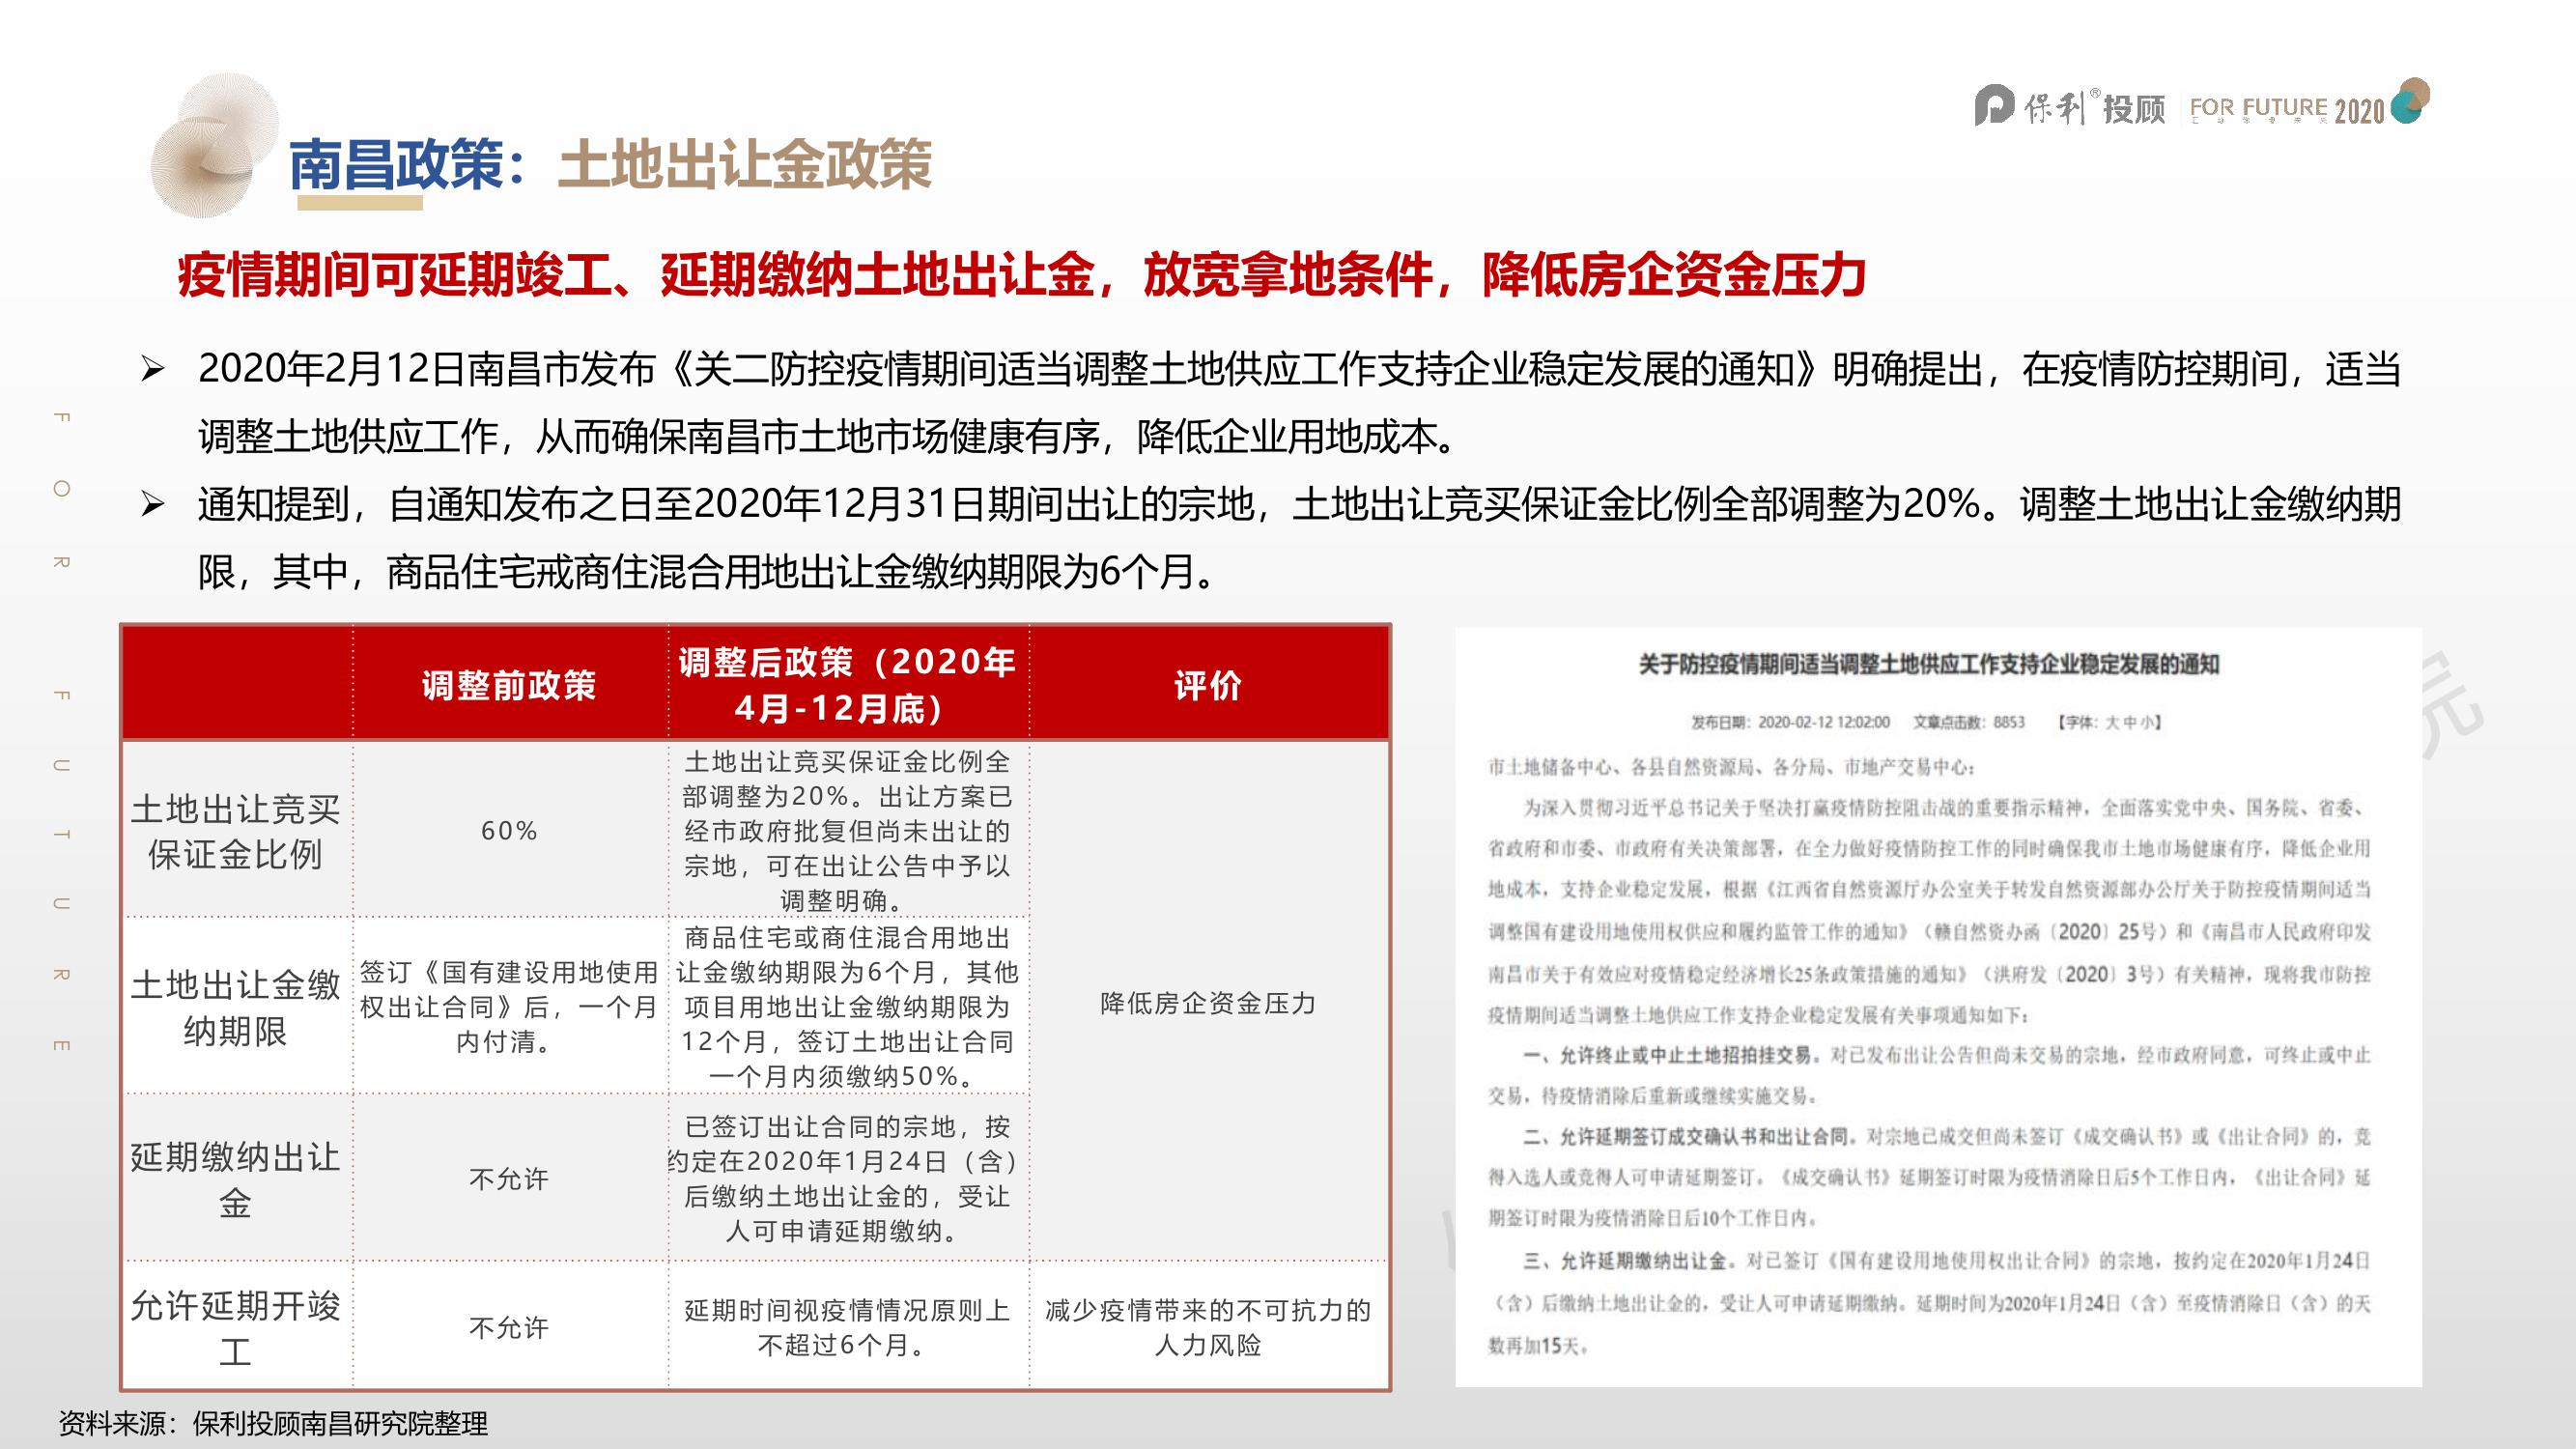 保利®投顾 FOR FUTURE 2020
南昌政策：土地出让金政策
疫情期间可延期竣工、延期缴纳土地出让金，放宽拿地条件，降低房企资金压力
➢ 2020年2月12日南昌市发布《关二防控疫情期间适当调整土地供应工作支持企业稳定发展的通知》明确提出，在疫情防控期间，适当
调整土地供应工作，从而确保南昌市土地市场健康有序，降低企业用地成本。
➢ 通知提到，自通知发布之日至2020年12月31日期间出让的宗地，土地出让竞买保证金比例全部调整为20%。调整土地出让金缴纳期
限，其中，商品住宅戒商住混合用地出让金缴纳期限为6个月。
FOR FUTURE
调整前政策
调整后政策（2020年
4月-12月底）
评价
土地出让竞买
保证金比例
60%
土地出让竞买保证金比例全
部调整为20%。出让方案已
经市政府批复但尚未出让的
宗地，可在出让公告中予以
调整明确。
降低房企资金压力
土地出让金缴
纳期限
签订《国有建设用地使用
权出让合同》后，一个月
内付清。
商品住宅或商住混合用地出
让金缴纳期限为6个月，其他
项目用地出让金缴纳期限为
12个月，签订土地出让合同
一个月内须缴纳50%。
延期缴纳出让
金
不允许
已签订出让合同的宗地，按
约定在2020年1月24日（含）
后缴纳土地出让金的，受让
人可申请延期缴纳。
允许延期开竣
工
不允许
延期时间视疫情情况原则上
不超过6个月。
减少疫情带来的不可抗力的
人力风险
关于防控疫情期间适当调整土地供应工作支持企业稳定发展的通知
发布日期：2020-02-12 12:02:00 文章点击数：8853 【字体：大 中 小】
市土地储备中心、各县自然资源局、各分局、市地产交易中心：
为深入贯彻习近平总书记关于坚决打赢疫情防控阻击战的重要指示精神，全面落实党中央、国务院、省委、
省政府和市委、市政府有关决策部署，在全力做好疫情防控工作的同时确保我市土地市场健康有序，降低企业用
地成本，支持企业稳定发展，根据《江西省自然资源厅办公室关于转发自然资源部办公厅关于防控疫情期间适当
调整国有建设用地使用权供应和履约监管工作的通知》（赣自然资办函〔2020〕25号）和《南昌市人民政府印发
南昌市关于有效应对疫情稳定经济增长25条政策措施的通知》（洪府发〔2020〕3号）有关精神，现将我市防控
疫情期间适当调整土地供应工作支持企业稳定发展有关事项通知如下：
一、允许终止或中止土地招拍挂交易。对已发布出让公告但尚未交易的宗地，经市政府同意，可终止或中止
交易，待疫情消除后重新或继续实施交易。
二、允许延期签订成交确认书和出让合同。对宗地已成交但尚未签订《成交确认书》或《出让合同》的，竞
得入选人或竞得人可申请延期签订。《成交确认书》延期签订时限为疫情消除日后5个工作日内，《出让合同》延
期签订时限为疫情消除日后10个工作日内。
三、允许延期缴纳出让金。对已签订《国有建设用地使用权出让合同》的宗地，按约定在2020年1月24日
（含）后缴纳土地出让金的，受让人可申请延期缴纳。延期时间为2020年1月24日（含）至疫情消除日（含）的天
数再加15天。
院
资料来源：保利投顾南昌研究院整理